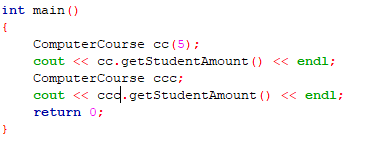 int main()
{
ComputerCourse cc(5);
cout << cc.getStudentAmount() << endl;
ComputerCourse ccc;
cout << ccc.getStudentAmount() << endl;
return 0;
}